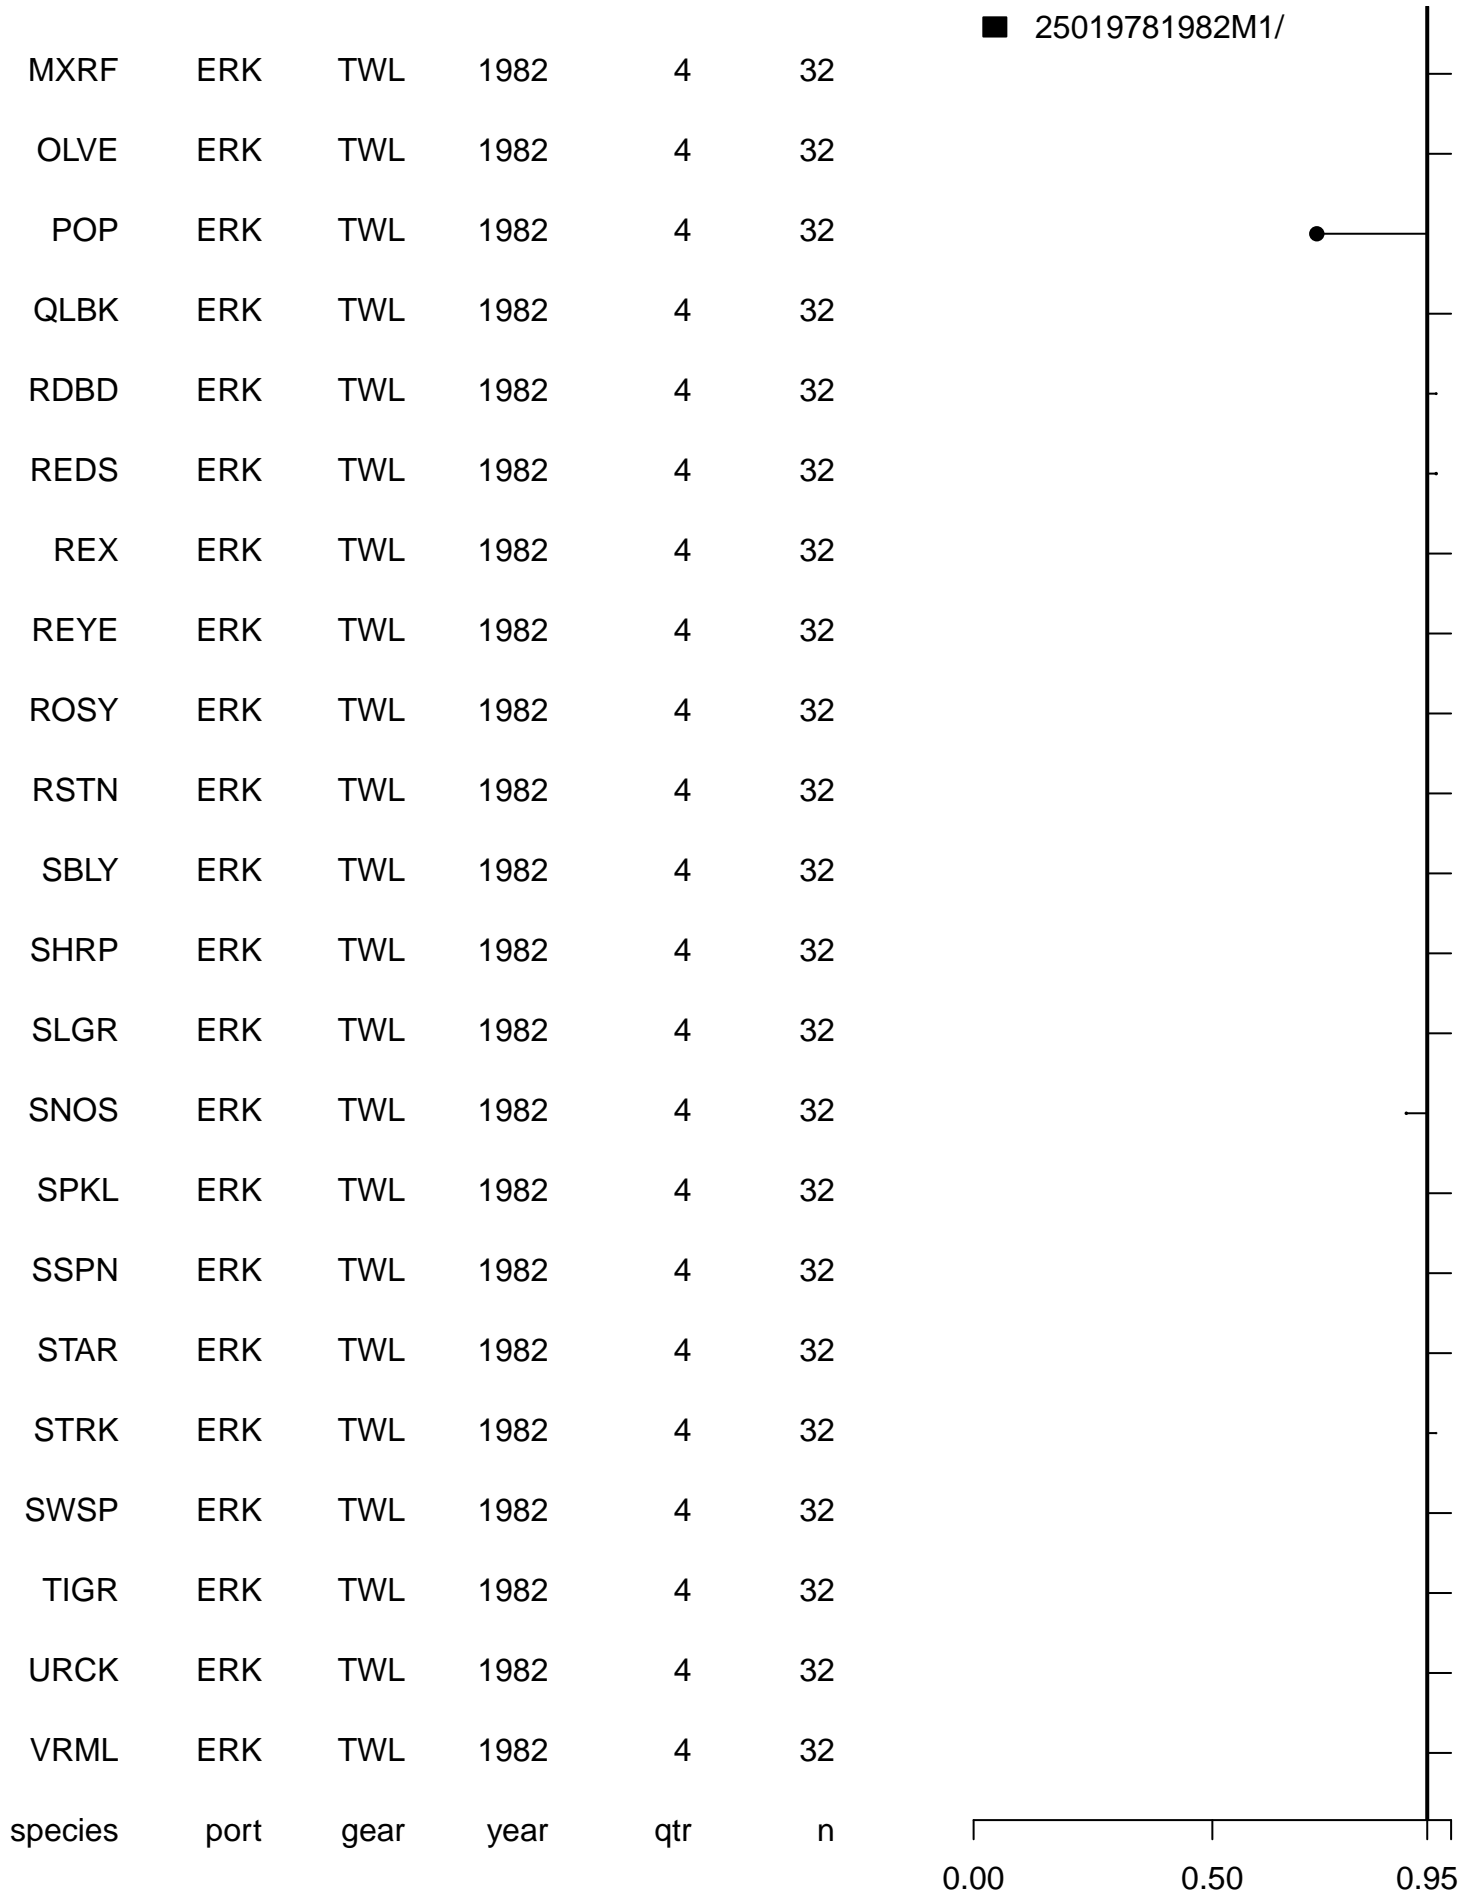 25019781982M1/
MXRF ERK TWL 1982 4 32
OLVE ERK TWL 1982 4 32
POP ERK TWL 1982 4 32
QLBK ERK TWL 1982 4 32
RDBD ERK TWL 1982 4 32
REDS ERK TWL 1982 4 32
REX ERK TWL 1982 4 32
REYE ERK TWL 1982 4 32
ROSY ERK TWL 1982 4 32
RSTN ERK TWL 1982 4 32
SBLY ERK TWL 1982 4 32
SHRP ERK TWL 1982 4 32
SLGR ERK TWL 1982 4 32
SNOS ERK TWL 1982 4 32
SPKL ERK TWL 1982 4 32
SSPN ERK TWL 1982 4 32
STAR ERK TWL 1982 4 32
STRK ERK TWL 1982 4 32
SWSP ERK TWL 1982 4 32
TIGR ERK TWL 1982 4 32
URCK ERK TWL 1982 4 32
VRML ERK TWL 1982 4 32
species port gear year qtr n
0.00 0.50 0.95